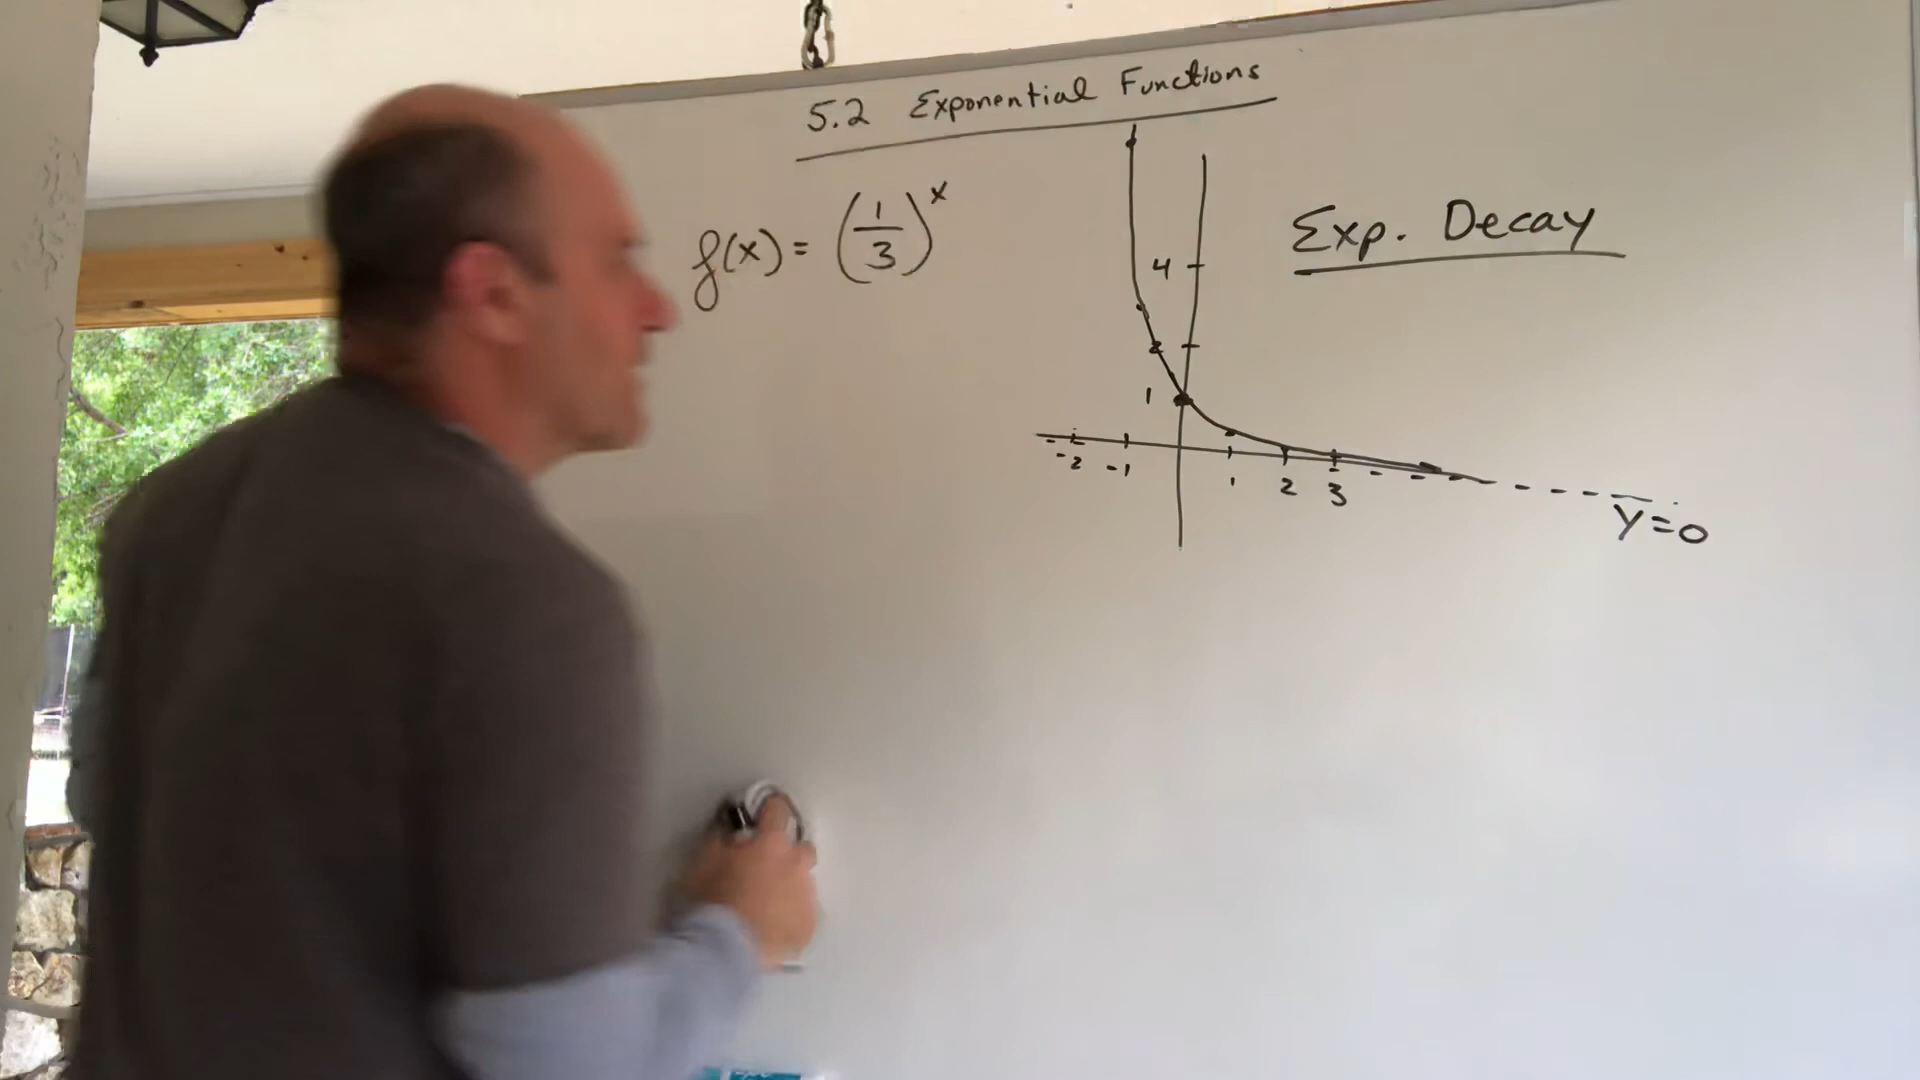 5.2 Exponential Functions
f(x) = (1/3)^x
Exp. Decay
4
2
1
-2 -1 1 2 3
y=0